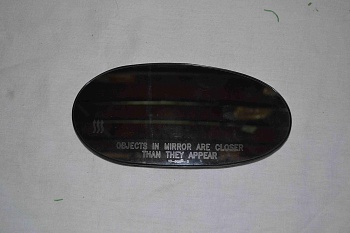 OBJECTS IN MIRROR ARE CLOSER
THAN THEY APPEAR